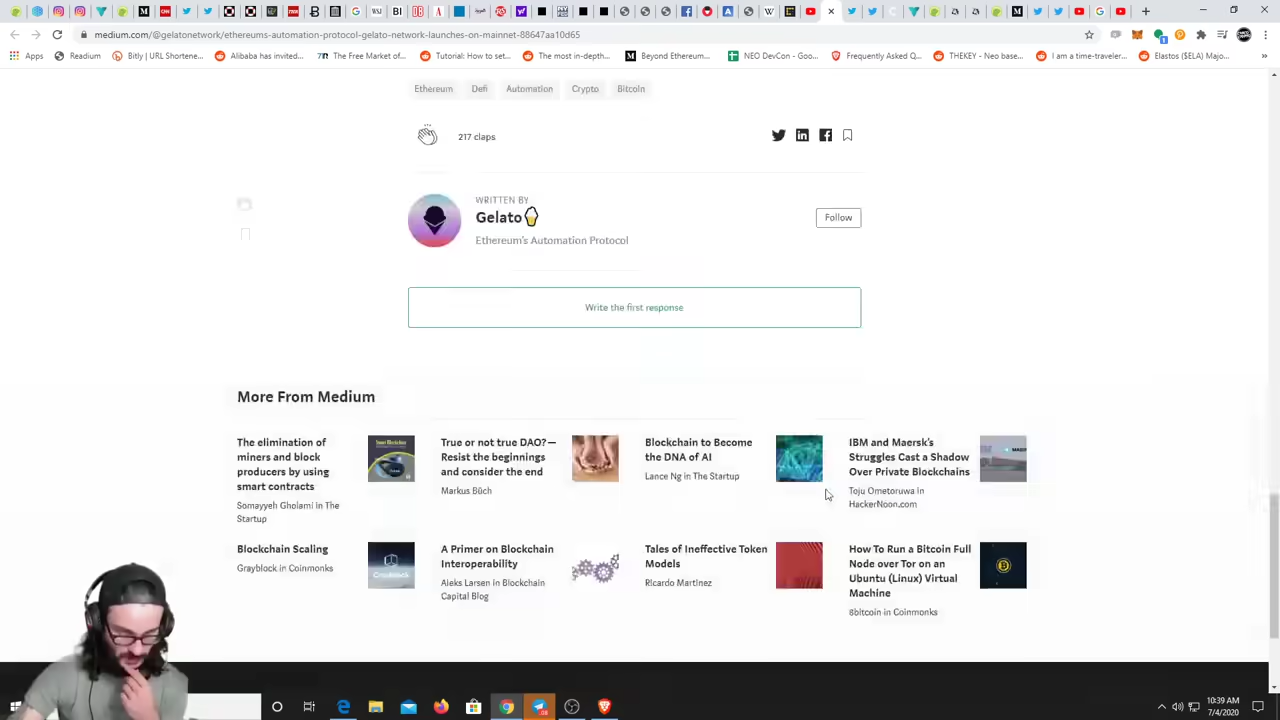 medium.com/@gelatonetwork/ethereums-automation-protocol-gelato-network-launches-on-mainnet-88647aa10d65
Apps Readium Bitly | URL Shortene... Alibaba has invited... The Free Market of... Tutorial: How to set... The most in-depth... Beyond Ethereum... NEO DevCon - Goo... Frequently Asked Q... THEKEY - Neo base... I am a time-traveler... Elastos ($ELA) Majo... »
Ethereum Defi Automation Crypto Bitcoin
217 claps
WRITTEN BY
Gelato
Follow
Ethereum's Automation Protocol
Write the first response
More From Medium
The elimination of
miners and block
producers by using
smart contracts
Somayyeh Gholami in The
Startup
True or not true DAO? —
Resist the beginnings
and consider the end
Markus Büch
Blockchain to Become
the DNA of AI
Lance Ng in The Startup
IBM and Maersk's
Struggles Cast a Shadow
Over Private Blockchains
Toju Ometoruwa in
HackerNoon.com
Blockchain Scaling
Grayblock in Coinmonks
A Primer on Blockchain
Interoperability
Aleks Larsen in Blockchain
Capital Blog
Tales of Ineffective Token
Models
Ricardo Martinez
How To Run a Bitcoin Full
Node over Tor on an
Ubuntu (Linux) Virtual
Machine
8bitcoin in Coinmonks
10:39 AM
7/4/2020